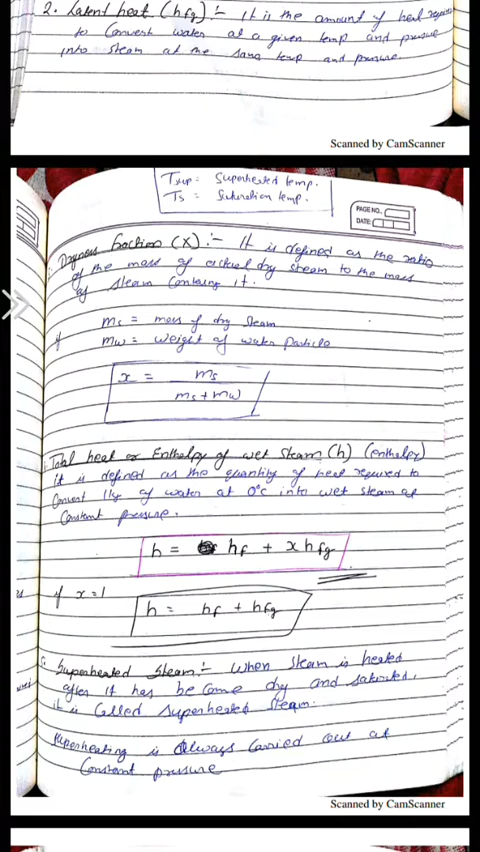 2. Latent heat (hfg) :- It is the amount of heat required
to convert water at a given temp and pressure
into steam at the same temp and pressure.
Scanned by CamScanner
Tsup = Superheated temp.
Ts = Saturation temp.
PAGE NO.
DATE
Dryness fraction (x) :- It is defined as the ratio
of the mass of actual dry steam to the mass
of steam containing it.
ms = mass of dry steam
if mw = weight of water particle
x = ms
ms + mw
Total heat or Enthalpy of wet steam (h) (enthalpy)
it is defined as the quantity of heat required to
convert 1kg of water at 0°c into wet steam at
constant pressure.
h = hf + x hfg
if x = 1
h = hf + hfg
Superheated Steam :- When steam is heated
after it has become dry and saturated,
it is called superheated steam.
superheating is always carried out at
constant pressure
Scanned by CamScanner